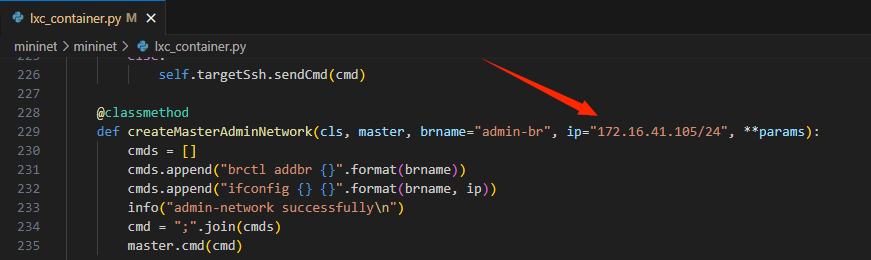 lxc_container.py M ×
mininet > mininet > lxc_container.py
225 else:
226 self.targetSsh.sendCmd(cmd)
227
228 @classmethod
229 def createMasterAdminNetwork(cls, master, brname="admin-br", ip="172.16.41.105/24", **params):
230 cmds = []
231 cmds.append("brctl addbr {}".format(brname))
232 cmds.append("ifconfig {} {}".format(brname, ip))
233 info("admin-network successfully\n")
234 cmd = ";".join(cmds)
235 master.cmd(cmd)